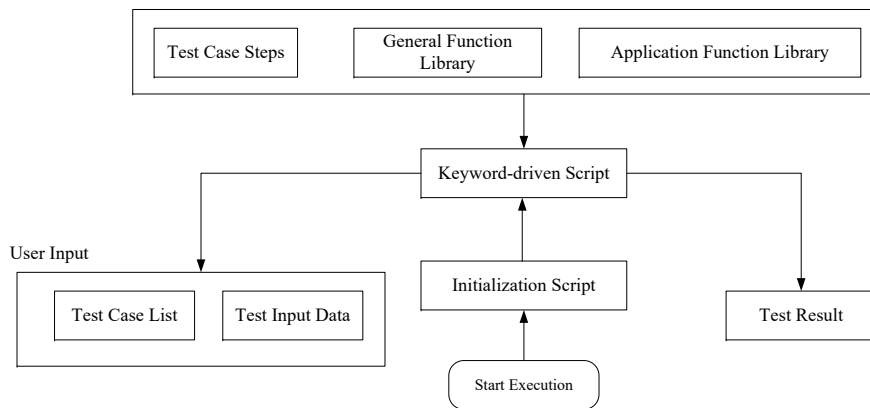 Test Case Steps
General Function
Library
Application Function Library
Keyword-driven Script
User Input
Initialization Script
Test Case List
Test Input Data
Test Result
Start Execution